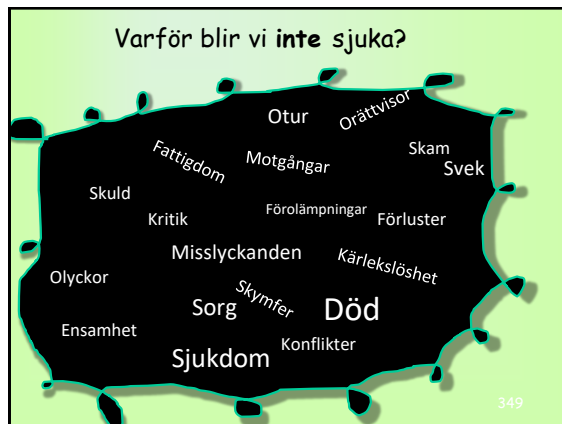 Varför blir vi inte sjuka?
Otur
Orättvisor
Fattigdom
Motgångar
Skam
Svek
Skuld
Kritik
Förolämpningar
Förluster
Misslyckanden
Kärlekslöshet
Olyckor
Sorg
Skymfer
Död
Ensamhet
Sjukdom
Konflikter
349